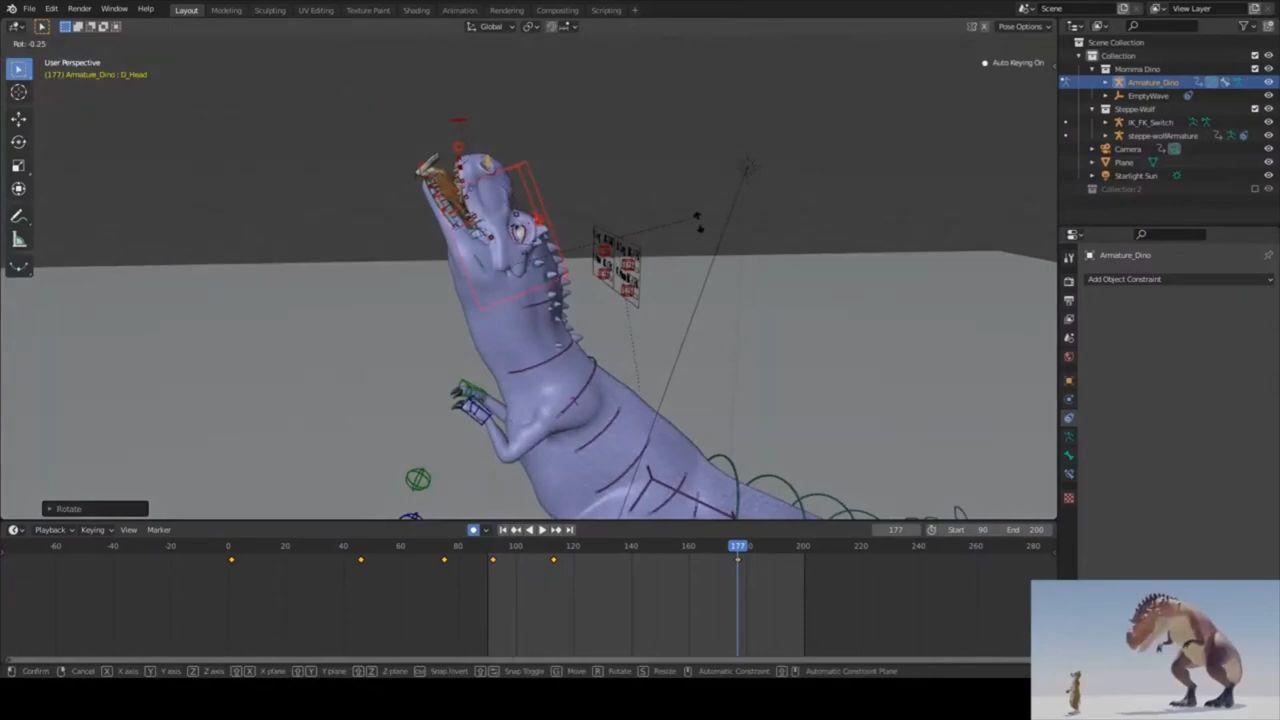 File Edit Render Window Help Layout Modeling Sculpting UV Editing Texture Paint Shading Animation Rendering Compositing Scripting + Scene View Layer
Global Pose Options
Rot: -0.25
User Perspective
(177) Armature_Dino : D_Head
Auto Keying On
Scene Collection
Collection
Momma Dino
Armature_Dino
EmptyWave
Steppe-Wolf
IK_FK_Switch
steppe-wolfArmature
Camera
Plane
Starlight Sun
Collection 2
Armature_Dino
Add Object Constraint
Rotate
Playback Keying View Marker 177 Start 90 End 200
-60 -40 -20 0 20 40 60 80 100 120 140 160 177 200 220 240 260 280
Confirm Cancel X X axis Y Y axis Z Z axis X X plane Y Y plane Z Z plane Snap Invert Snap Toggle G Move R Rotate S Resize Automatic Constraint Automatic Constraint Plane